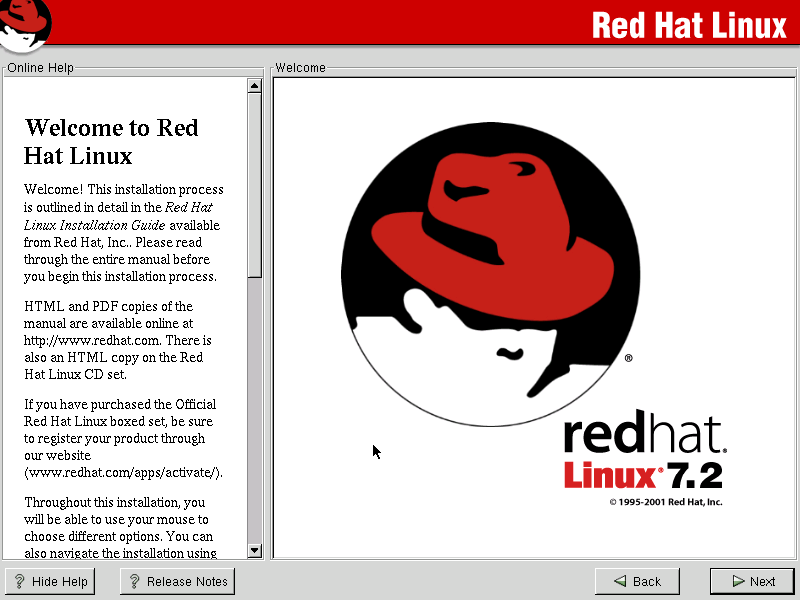 Red Hat Linux
Online Help
Welcome to Red
Hat Linux
Welcome! This installation process
is outlined in detail in the Red Hat
Linux Installation Guide available
from Red Hat, Inc.. Please read
through the entire manual before
you begin this installation process.
HTML and PDF copies of the
manual are available online at
http://www.redhat.com. There is
also an HTML copy on the Red
Hat Linux CD set.
If you have purchased the Official
Red Hat Linux boxed set, be sure
to register your product through
our website
(www.redhat.com/apps/activate/).
Throughout this installation, you
will be able to use your mouse to
choose different options. You can
also navigate the installation using
Welcome
®
redhat.
Linux® 7.2
© 1995-2001 Red Hat, Inc.
Hide Help
Release Notes
Back
Next